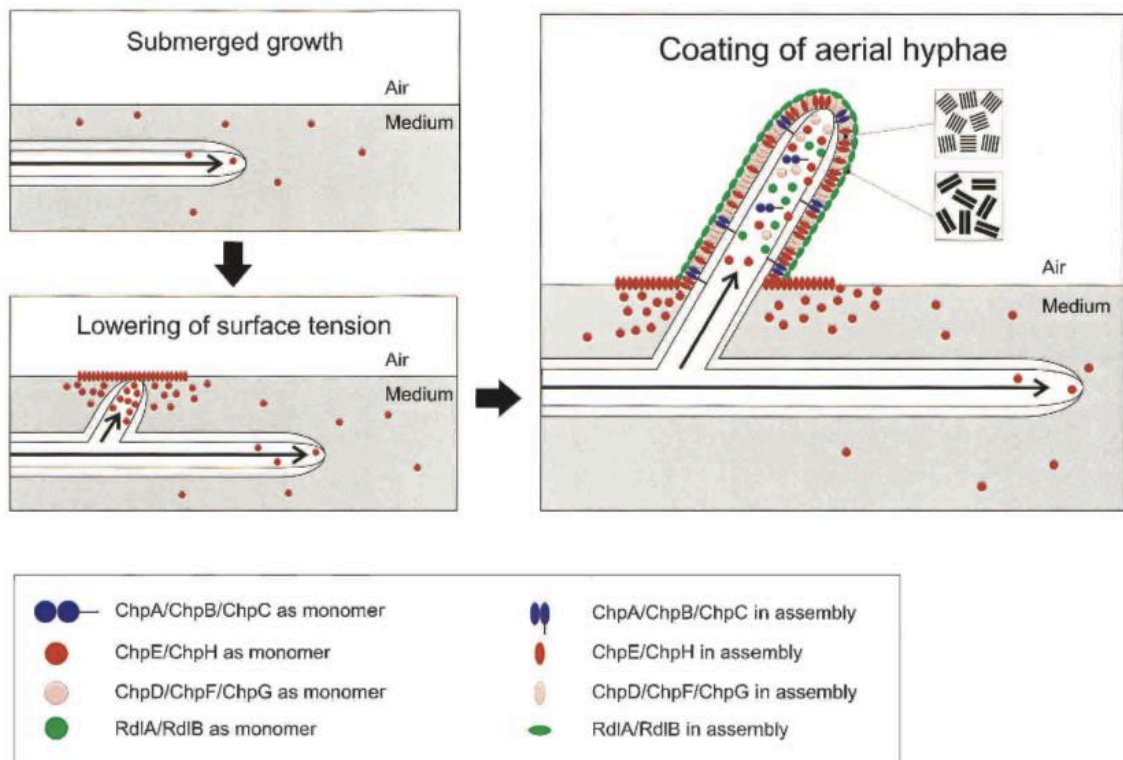 Submerged growth
Air
Medium
Lowering of surface tension
Air
Medium
Coating of aerial hyphae
Air
Medium
ChpA/ChpB/ChpC as monomer
ChpE/ChpH as monomer
ChpD/ChpF/ChpG as monomer
RdlA/RdlB as monomer
ChpA/ChpB/ChpC in assembly
ChpE/ChpH in assembly
ChpD/ChpF/ChpG in assembly
RdlA/RdlB in assembly